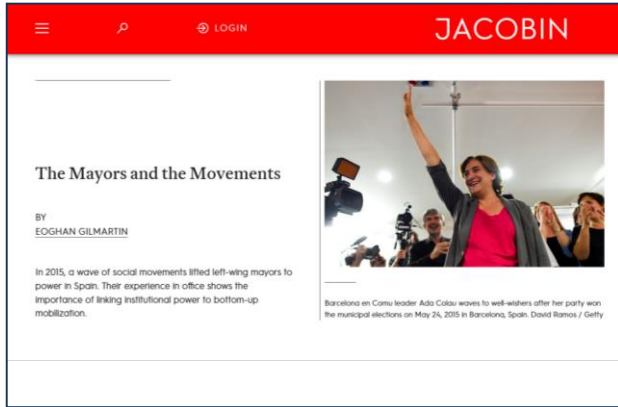 LOGIN
JACOBIN
The Mayors and the Movements
BY
EOGHAN GILMARTIN
In 2015, a wave of social movements lifted left-wing mayors to
power in Spain. Their experience in office shows the
importance of linking institutional power to bottom-up
mobilization.
Barcelona en Comu leader Ada Colau waves to well-wishers after her party won
the municipal elections on May 24, 2015 in Barcelona, Spain. David Ramos / Getty